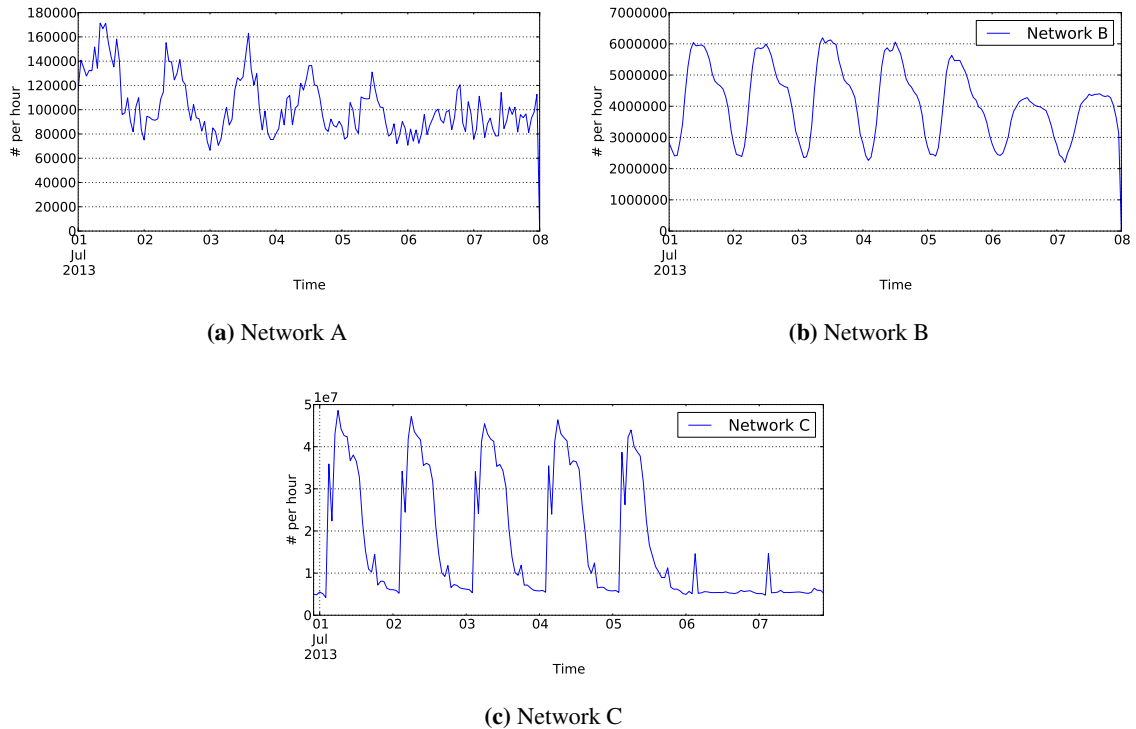 180000
160000
140000
120000
100000
80000
60000
40000
20000
0
# per hour
01 02 03 04 05 06 07 08
Jul
2013
Time
(a) Network A
7000000
6000000
5000000
4000000
3000000
2000000
1000000
0
# per hour
Network B
01 02 03 04 05 06 07 08
Jul
2013
Time
(b) Network B
1e7
5
4
3
2
1
0
# per hour
Network C
01 02 03 04 05 06 07
Jul
2013
Time
(c) Network C